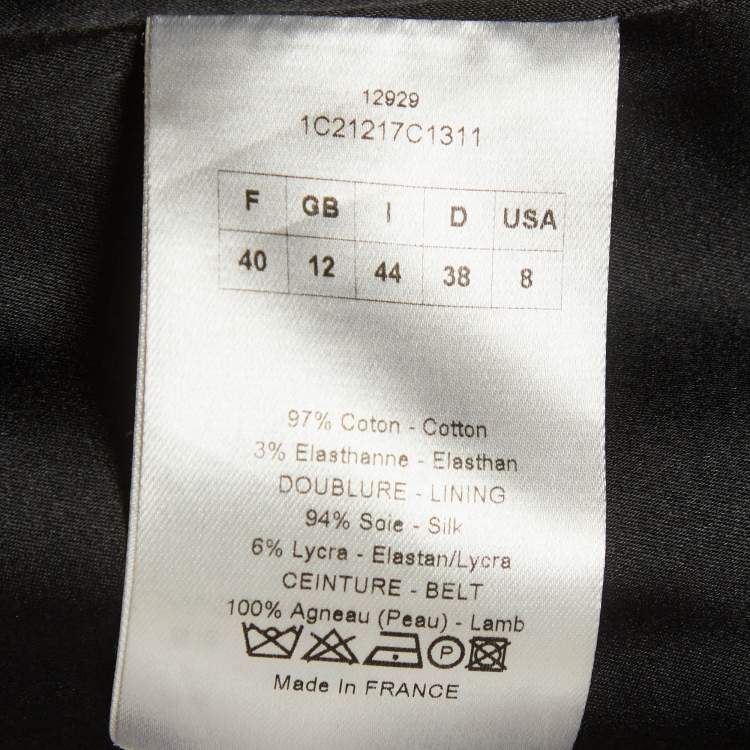 12929
1C21217C1311
F GB I D USA
40 12 44 38 8
97% Coton - Cotton
3% Elasthanne - Elasthan
DOUBLURE - LINING
94% Soie - Silk
6% Lycra - Elastan/Lycra
CEINTURE - BELT
100% Agneau (Peau) - Lamb
P
Made In FRANCE